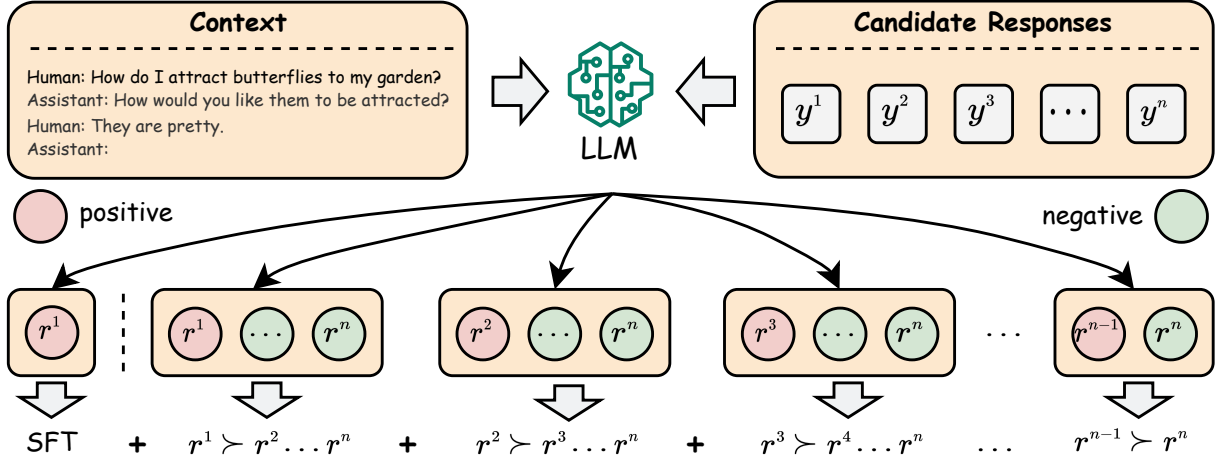 Context
Human: How do I attract butterflies to my garden?
Assistant: How would you like them to be attracted?
Human: They are pretty.
Assistant:
LLM
Candidate Responses
y¹ y² y³ ··· yⁿ
positive
negative
r¹ r¹ ··· rⁿ r² ··· rⁿ r³ ··· rⁿ ··· rⁿ⁻¹ rⁿ
SFT + r¹ ≻ r² ... rⁿ + r² ≻ r³ ... rⁿ + r³ ≻ r⁴ ... rⁿ ... rⁿ⁻¹ ≻ rⁿ